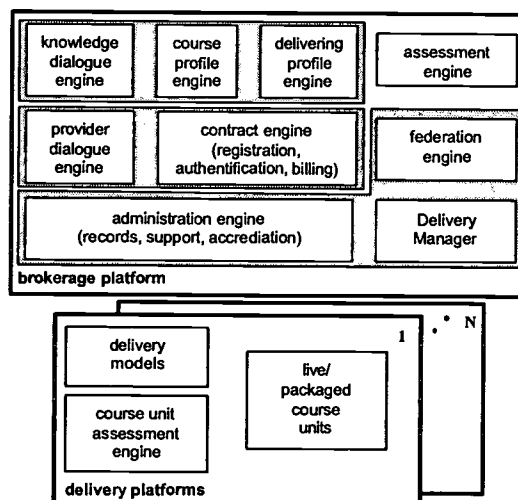 knowledge
dialogue
engine
course
profile
engine
delivering
profile
engine
assessment
engine
provider
dialogue
engine
contract engine
(registration,
authentification, billing)
federation
engine
administration engine
(records, support, accrediation)
Delivery
Manager
brokerage platform
1
N
delivery
models
live/
packaged
course
units
course unit
assessment
engine
delivery platforms